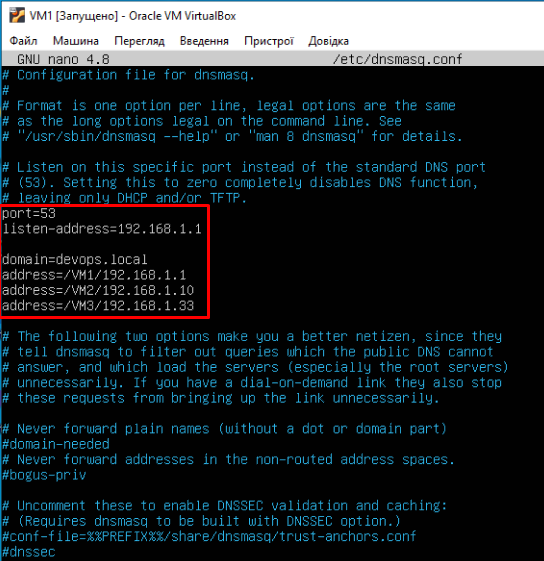 VM1 [Запущено] - Oracle VM VirtualBox
Файл Машина Перегляд Введення Пристрої Довідка
GNU nano 4.8 /etc/dnsmasq.conf
# Configuration file for dnsmasq.
#
# Format is one option per line, legal options are the same
# as the long options legal on the command line. See
# "/usr/sbin/dnsmasq --help" or "man 8 dnsmasq" for details.
# Listen on this specific port instead of the standard DNS port
# (53). Setting this to zero completely disables DNS function,
# leaving only DHCP and/or TFTP.
port=53
listen-address=192.168.1.1
domain=devops.local
address=/VM1/192.168.1.1
address=/VM2/192.168.1.10
address=/VM3/192.168.1.33
# The following two options make you a better netizen, since they
# tell dnsmasq to filter out queries which the public DNS cannot
# answer, and which load the servers (especially the root servers)
# unnecessarily. If you have a dial-on-demand link they also stop
# these requests from bringing up the link unnecessarily.
# Never forward plain names (without a dot or domain part)
#domain-needed
# Never forward addresses in the non-routed address spaces.
#bogus-priv
# Uncomment these to enable DNSSEC validation and caching:
# (Requires dnsmasq to be built with DNSSEC option.)
#conf-file=%%PREFIX%%/share/dnsmasq/trust-anchors.conf
#dnssec